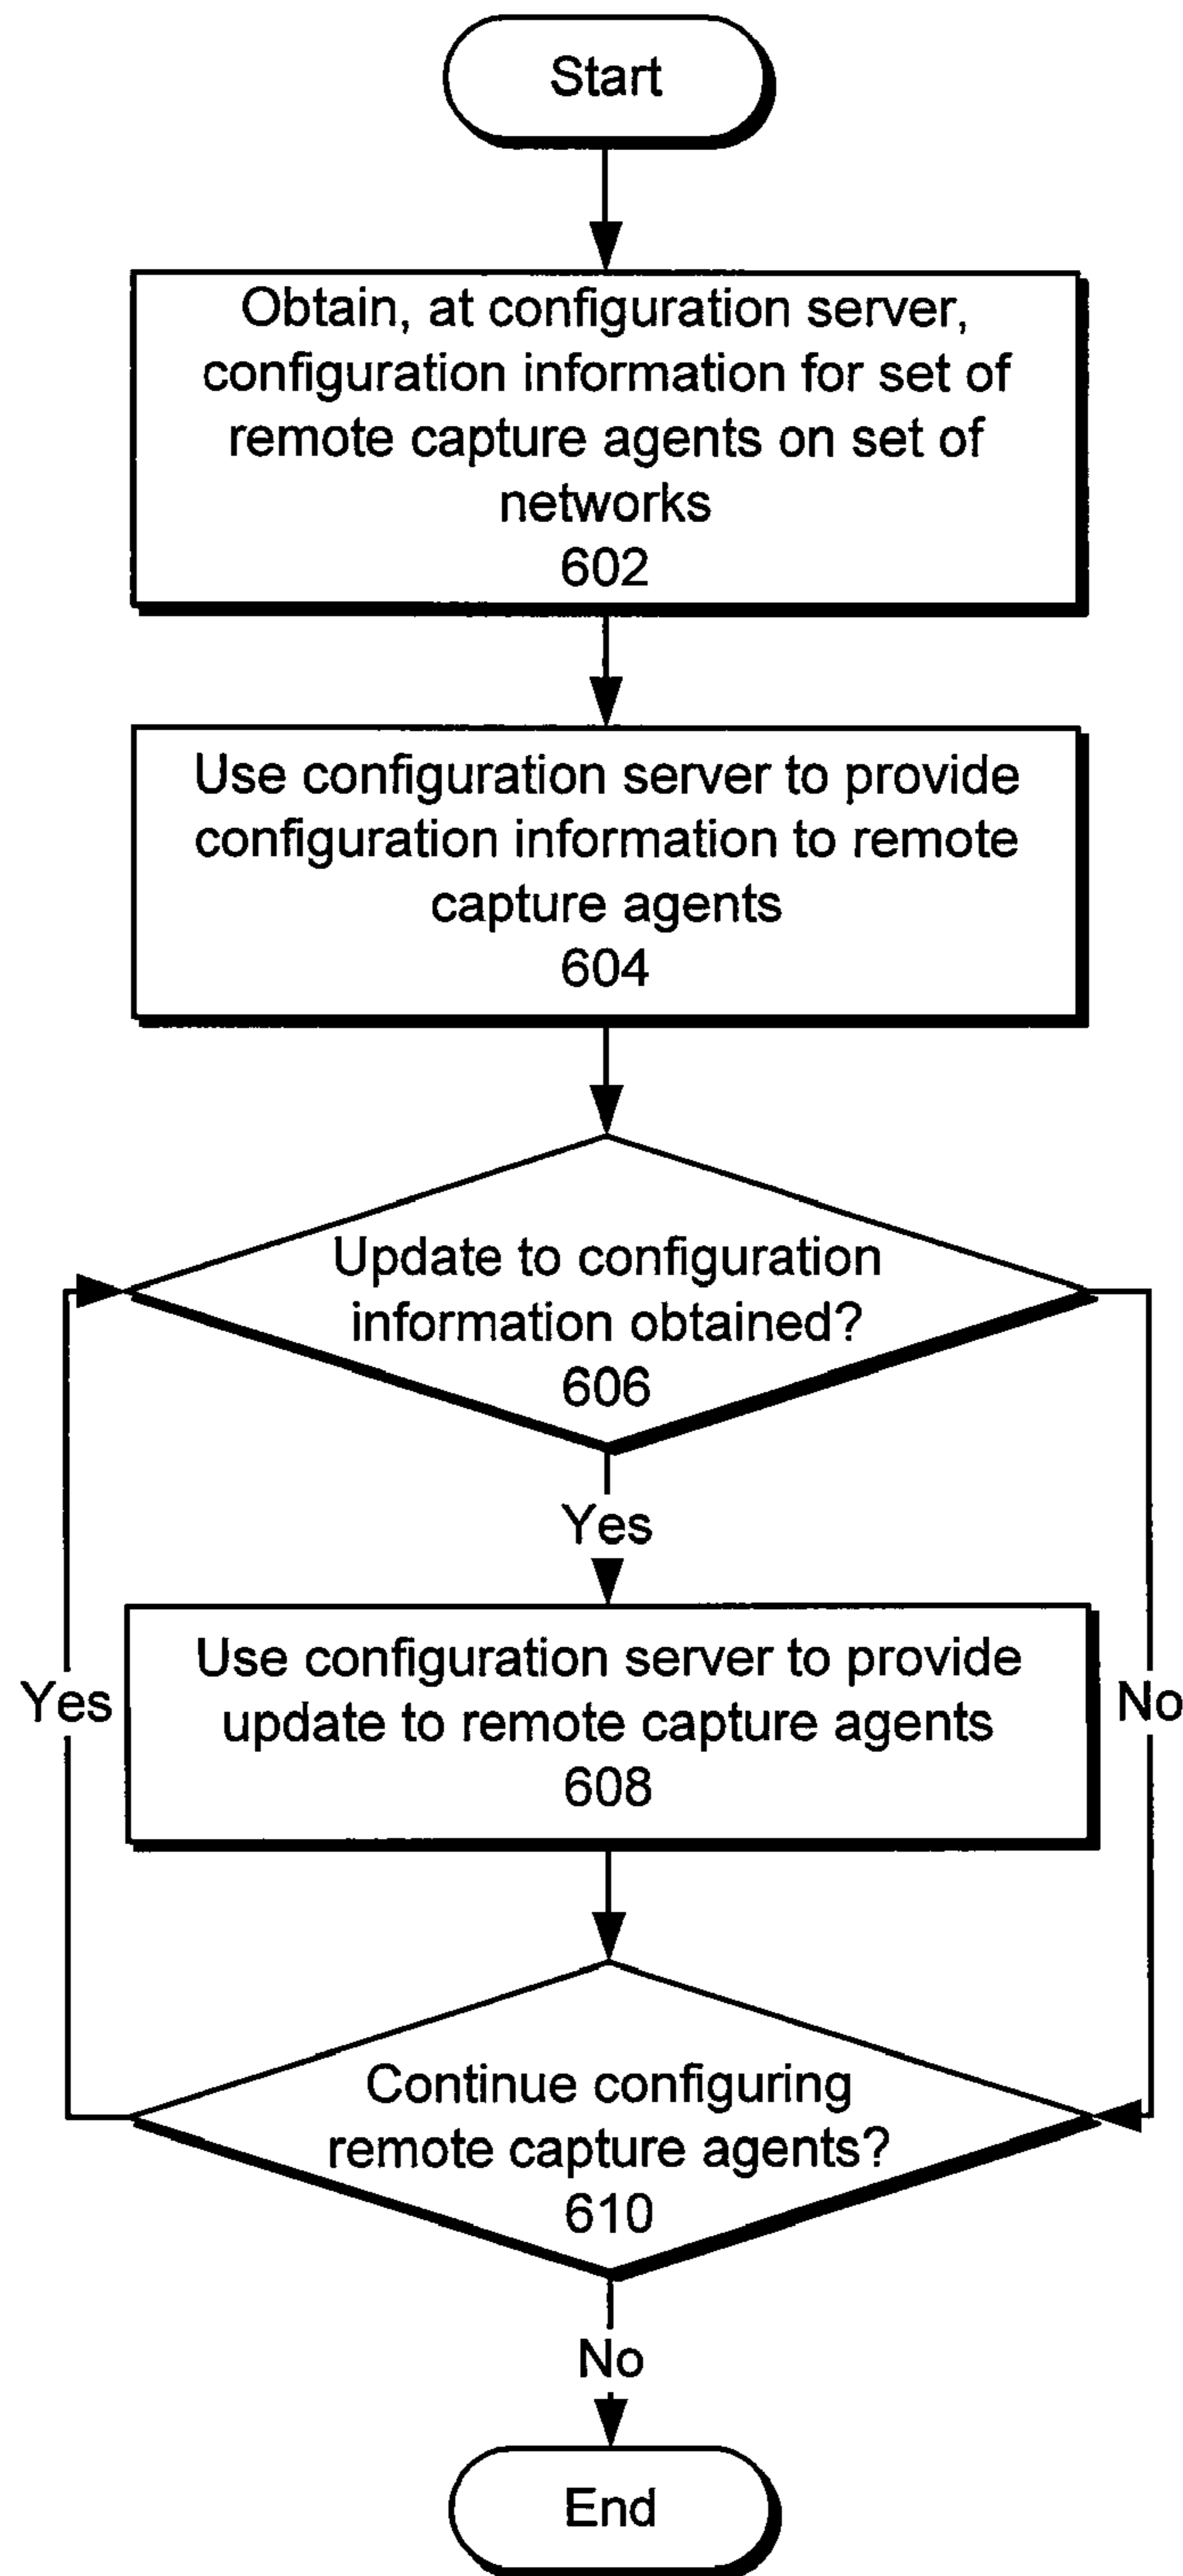 Start
Obtain, at configuration server,
configuration information for set of
remote capture agents on set of
networks
602
Use configuration server to provide
configuration information to remote
capture agents
604
Update to configuration
information obtained?
606
Yes
Use configuration server to provide
update to remote capture agents
608
Yes
No
Continue configuring
remote capture agents?
610
No
End